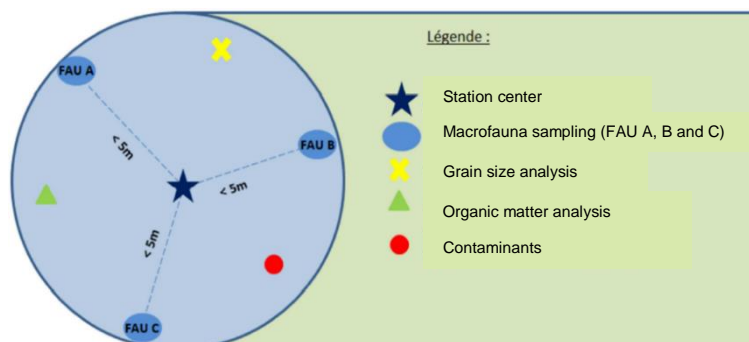 Légende :
FAU A
Station center
FAU B
Macrofauna sampling (FAU A, B and C)
< 5m
< 5m
Grain size analysis
Organic matter analysis
< 5m
Contaminants
FAU C